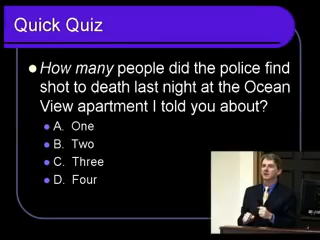 Quick Quiz
How many people did the police find
shot to death last night at the Ocean
View apartment I told you about?
A. One
B. Two
C. Three
D. Four